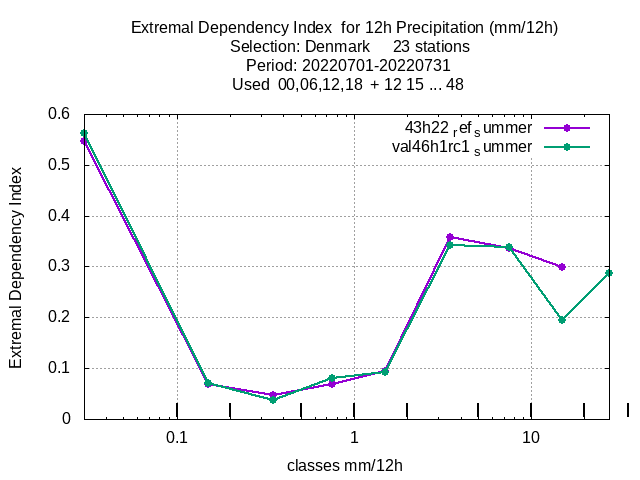 Extremal Dependency Index  for 12h Precipitation (mm/12h)
Selection: Denmark     23 stations
Period: 20220701-20220731
Used  00,06,12,18  + 12 15 ... 48
43h22 ref summer
val46h1rc1 summer
Extremal Dependency Index
0.6
0.5
0.4
0.3
0.2
0.1
0
0.1
1
10
classes mm/12h